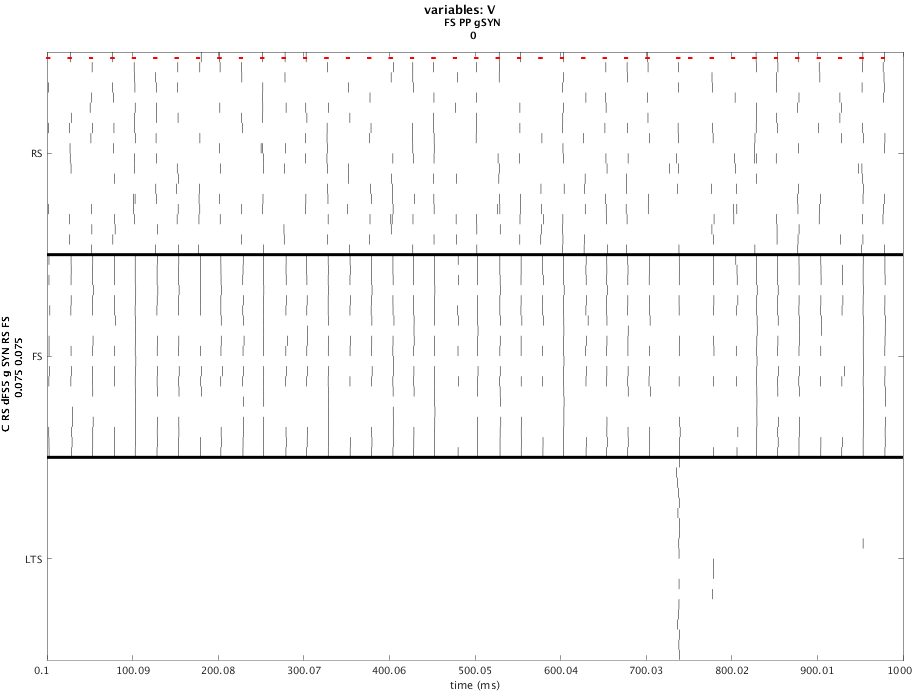 variables: V
FS PP gSYN
0
C RS dFSS g SYN RS FS
0.075 0.075
RS
FS
LTS
0.1 100.09 200.08 300.07 400.06 500.05 600.04 700.03 800.02 900.01 1000
time (ms)